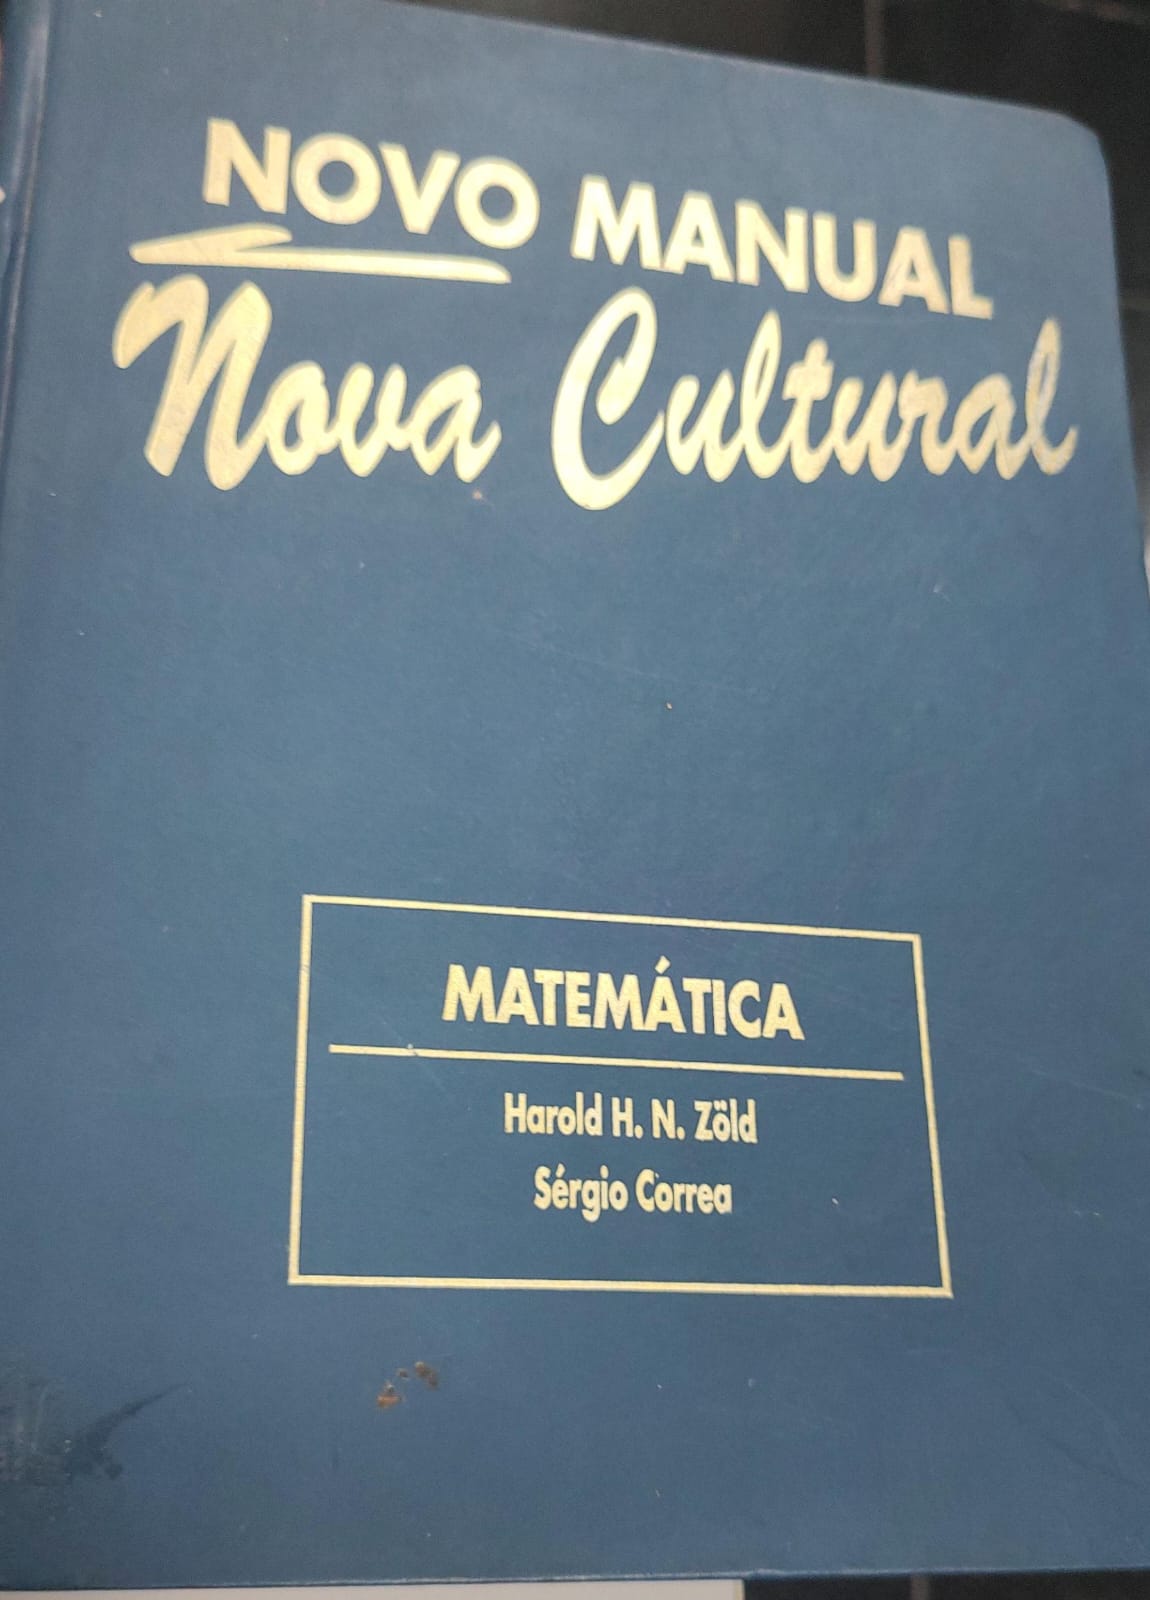 NOVO MANUAL
Nova Cultural
MATEMÁTICA
Harold H. N. Zöld
Sérgio Correa